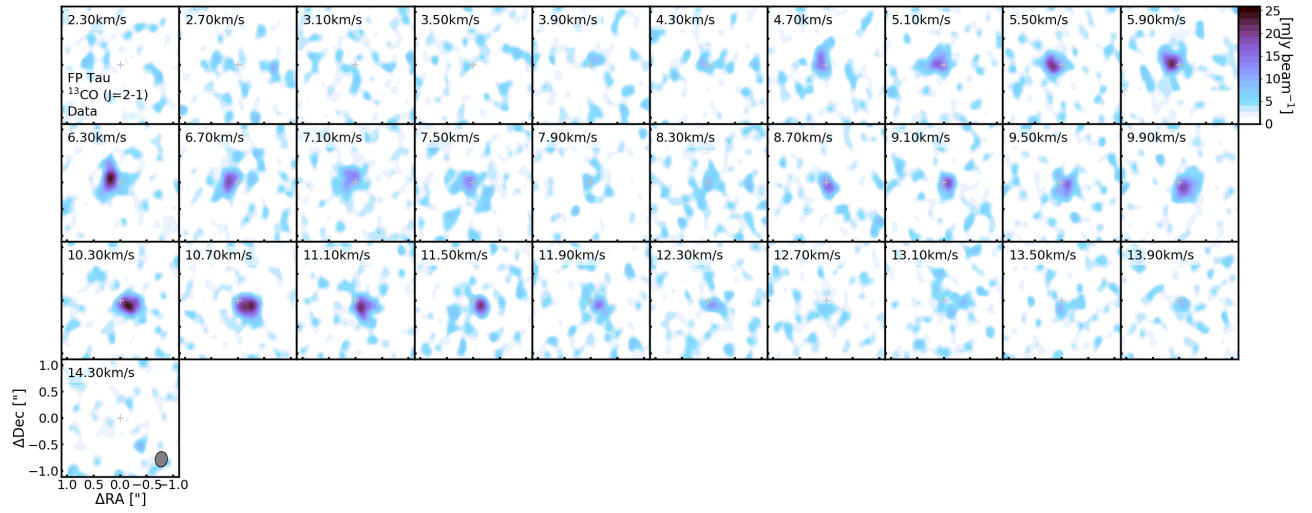 2.30km/s 2.70km/s 3.10km/s 3.50km/s 3.90km/s 4.30km/s 4.70km/s 5.10km/s 5.50km/s 5.90km/s
FP Tau
¹³CO (J=2-1)
Data
25
20
15
10
5
0
[mJy beam⁻¹]
6.30km/s 6.70km/s 7.10km/s 7.50km/s 7.90km/s 8.30km/s 8.70km/s 9.10km/s 9.50km/s 9.90km/s
10.30km/s 10.70km/s 11.10km/s 11.50km/s 11.90km/s 12.30km/s 12.70km/s 13.10km/s 13.50km/s 13.90km/s
14.30km/s
1.0
0.5
0.0
−0.5
−1.0
ΔDec ["]
1.0 0.5 0.0 −0.5 −1.0
ΔRA ["]